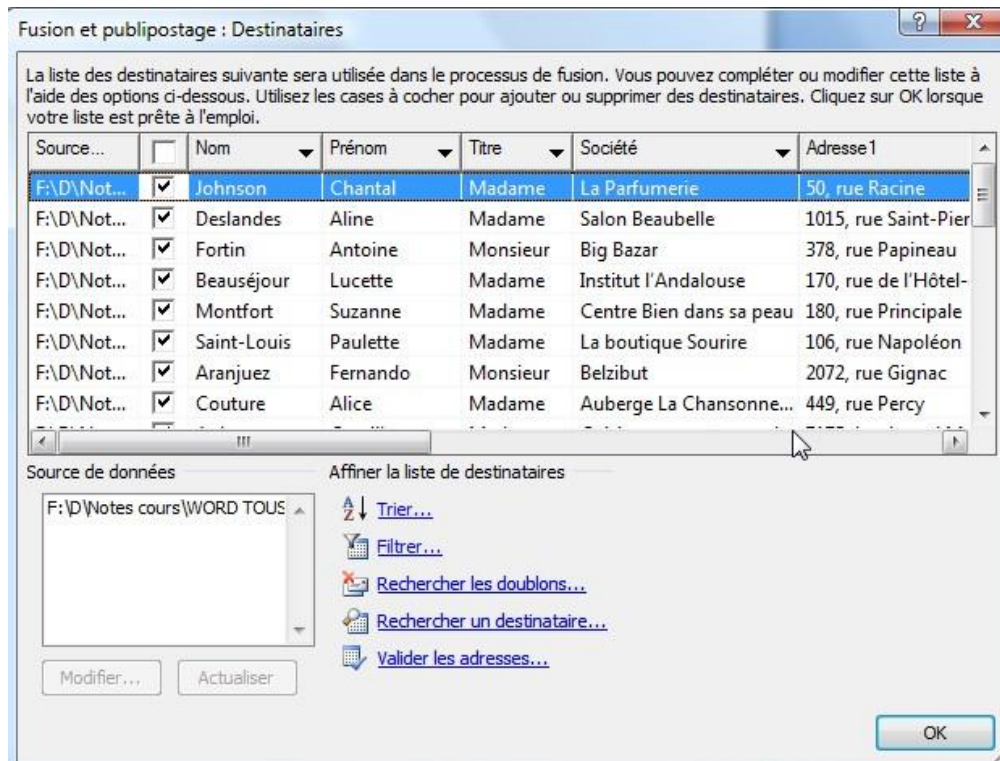 Fusion et publipostage : Destinataires
La liste des destinataires suivante sera utilisée dans le processus de fusion. Vous pouvez compléter ou modifier cette liste à
l'aide des options ci-dessous. Utilisez les cases à cocher pour ajouter ou supprimer des destinataires. Cliquez sur OK lorsque
votre liste est prête à l'emploi.
Source... Nom Prénom Titre Société Adresse1
F:\D\Not... Johnson Chantal Madame La Parfumerie 50, rue Racine
F:\D\Not... Deslandes Aline Madame Salon Beaubelle 1015, rue Saint-Pier
F:\D\Not... Fortin Antoine Monsieur Big Bazar 378, rue Papineau
F:\D\Not... Beauséjour Lucette Madame Institut l'Andalouse 170, rue de l'Hôtel-
F:\D\Not... Montfort Suzanne Madame Centre Bien dans sa peau 180, rue Principale
F:\D\Not... Saint-Louis Paulette Madame La boutique Sourire 106, rue Napoléon
F:\D\Not... Aranjuez Fernando Monsieur Belzibut 2072, rue Gignac
F:\D\Not... Couture Alice Madame Auberge La Chansonne... 449, rue Percy
Source de données Affiner la liste de destinataires
F:\D\Notes cours\WORD TOUS
Trier...
Filtrer...
Rechercher les doublons...
Rechercher un destinataire...
Valider les adresses...
Modifier... Actualiser
OK